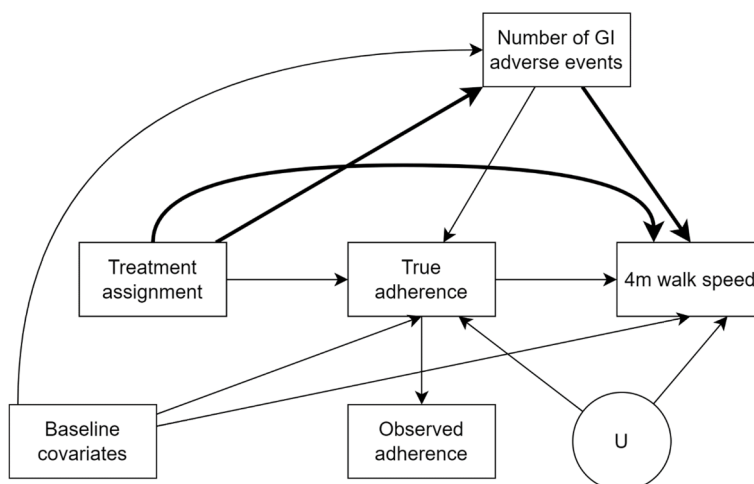 Number of GI
adverse events
Treatment
assignment
True
adherence
4m walk speed
Baseline
covariates
Observed
adherence
U